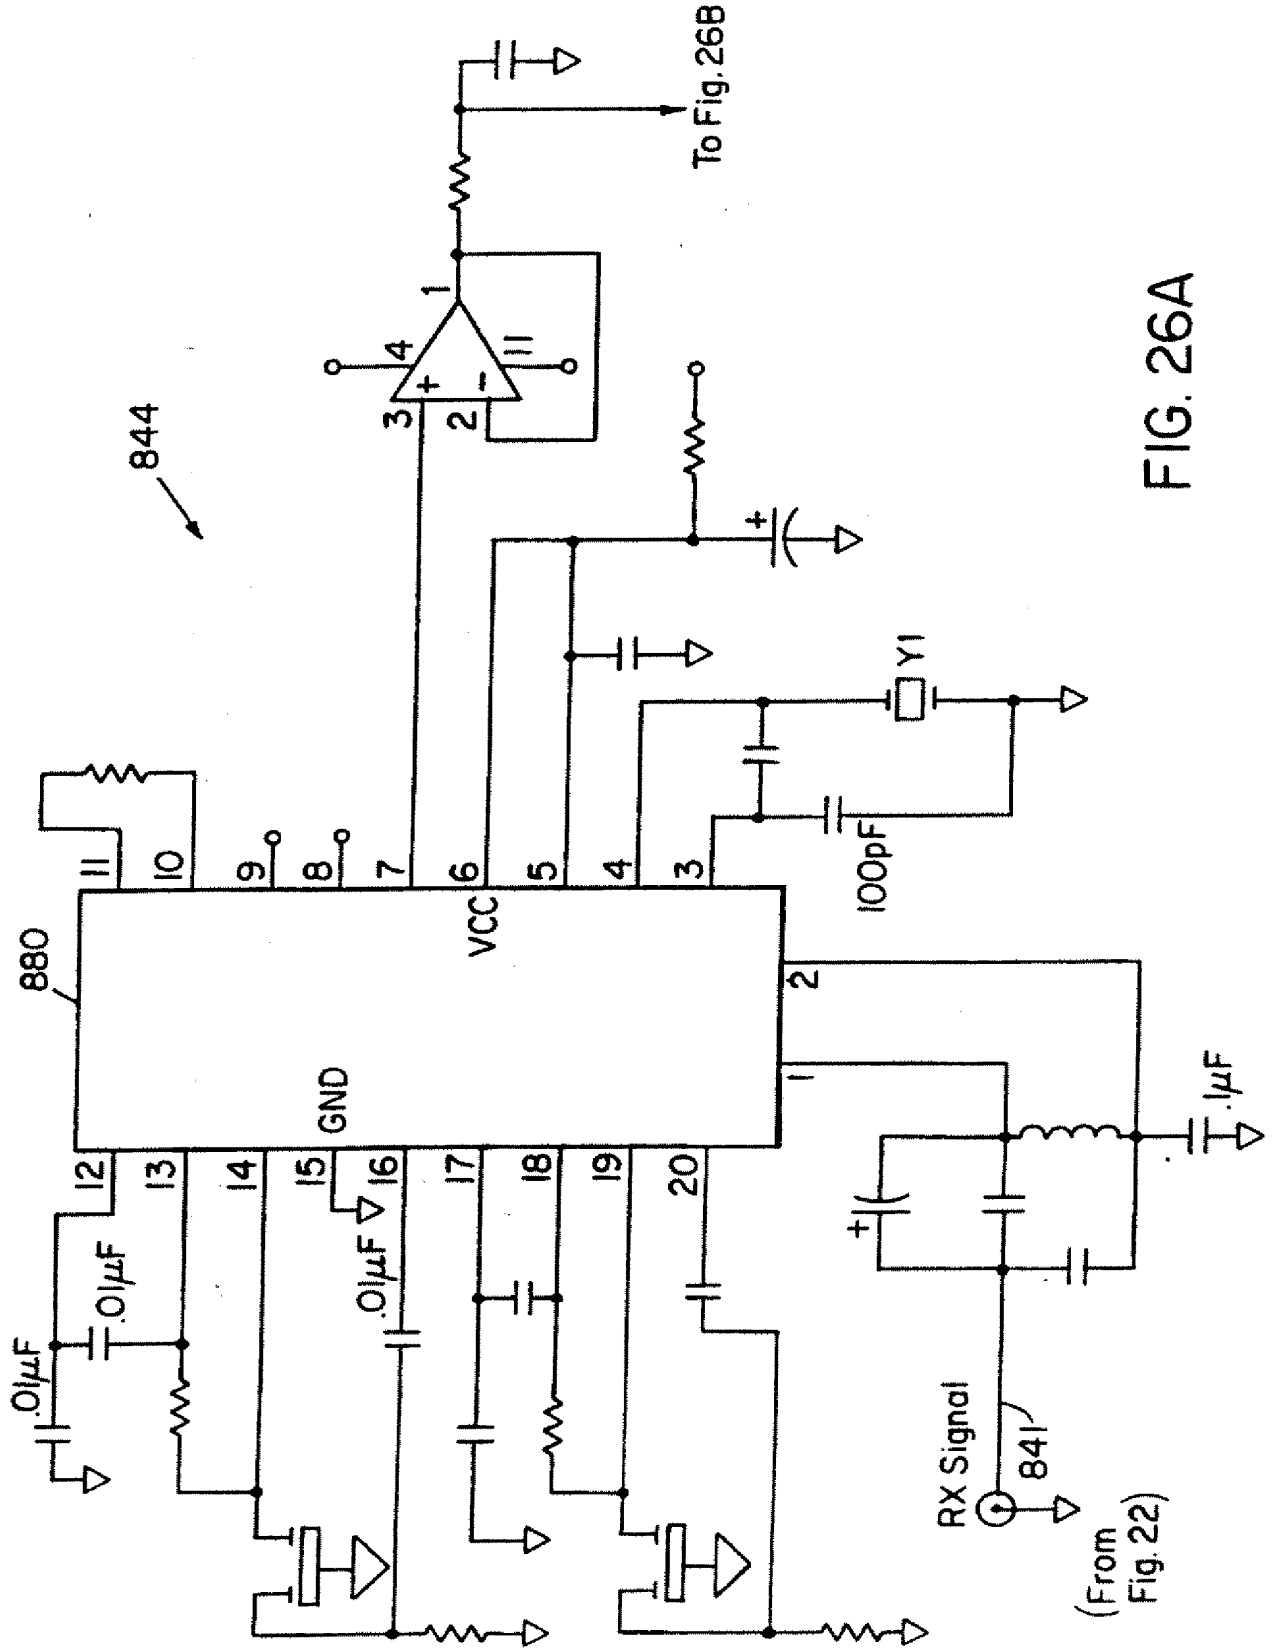 844
880
11
10
9
8
7
6
5
4
3
VCC
GND
12
13
14
15
16
17
18
19
20
1
2
.01µF
.01µF
.01µF
3
2
4
11
1
+
−
+
+
To Fig. 26B
100pF
Y1
.1µF
RX Signal
841
(From
Fig. 22)
FIG. 26A